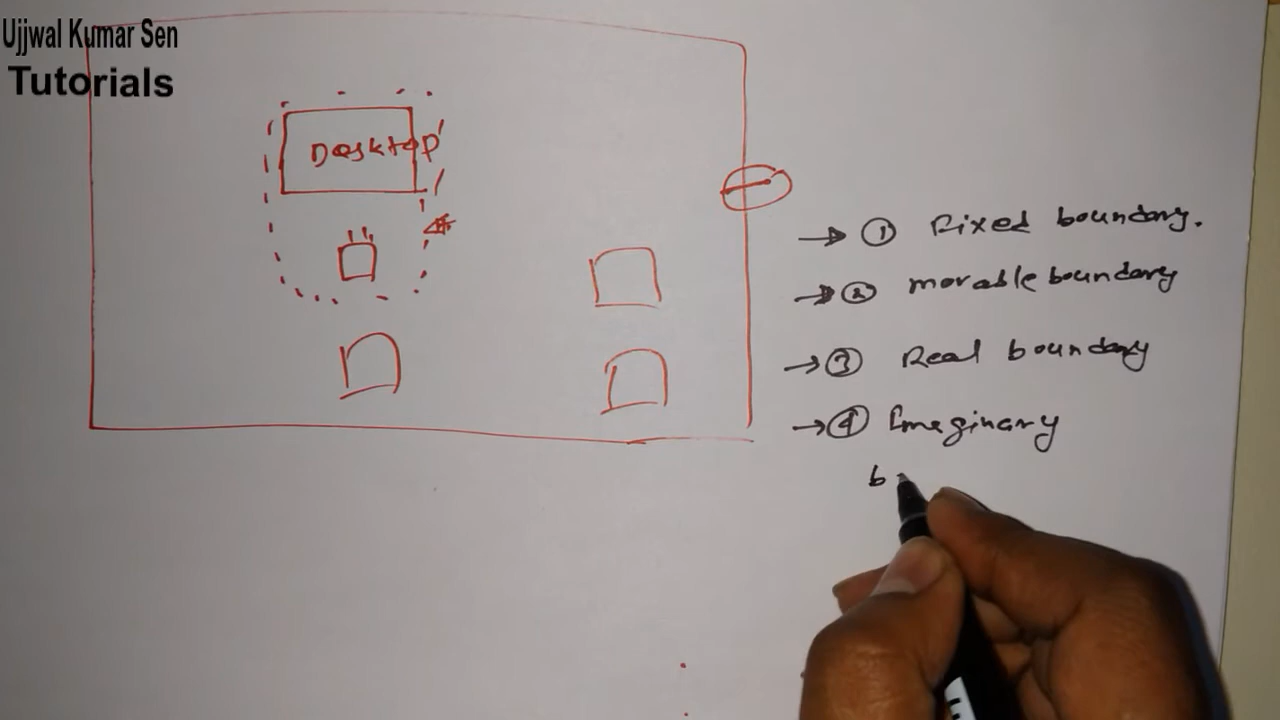 Ujjwal Kumar Sen
Tutorials
Desktop
→ ① Fixed boundary.
→ ② movable boundary
→ ③ Real boundary
→ ④ Imaginary
b